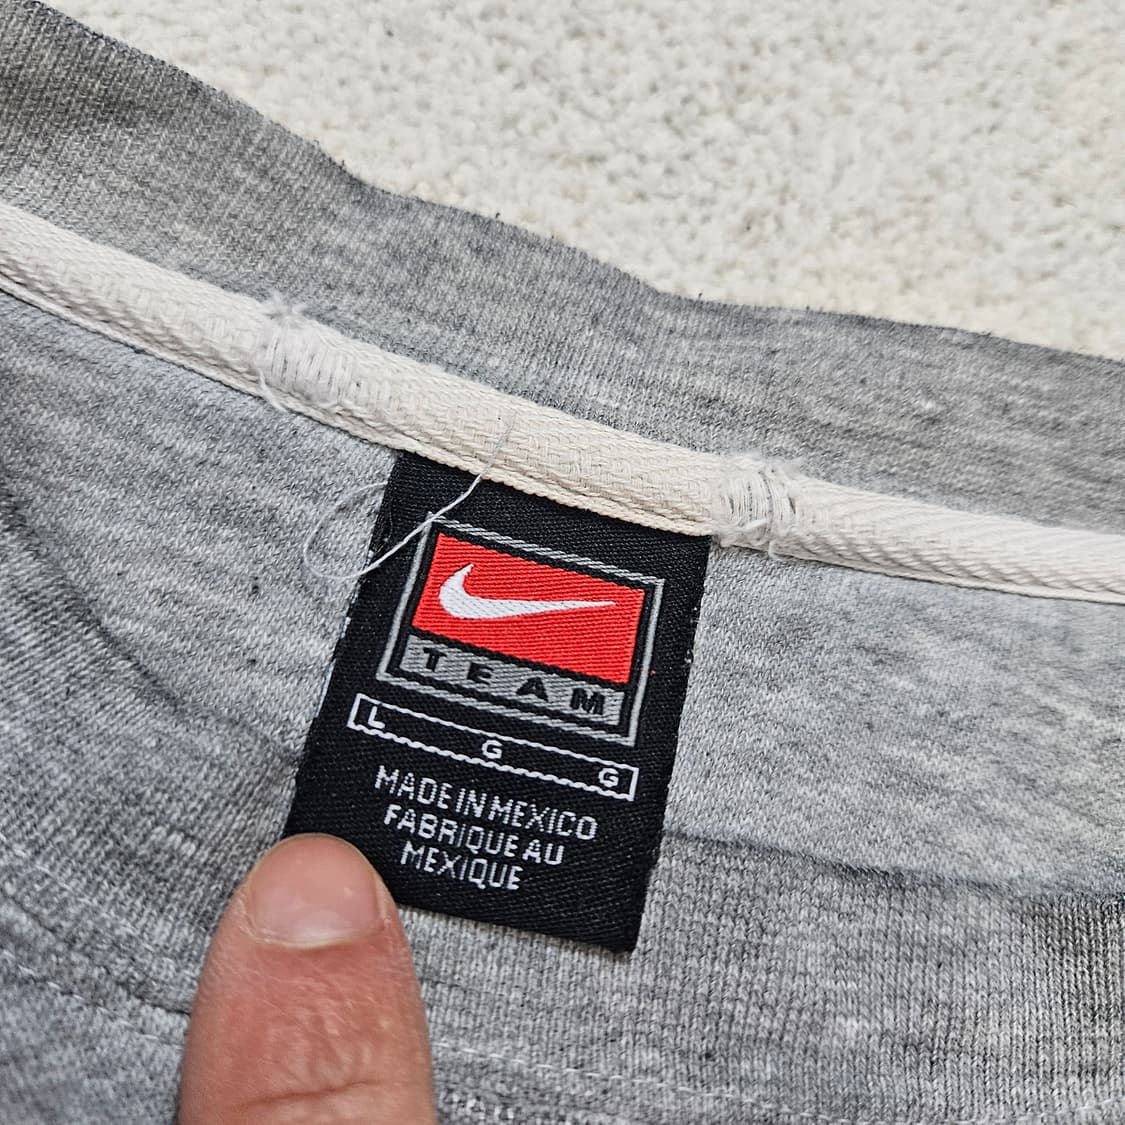 TEAM
L G G
MADE IN MEXICO
FABRIQUE AU
MEXIQUE